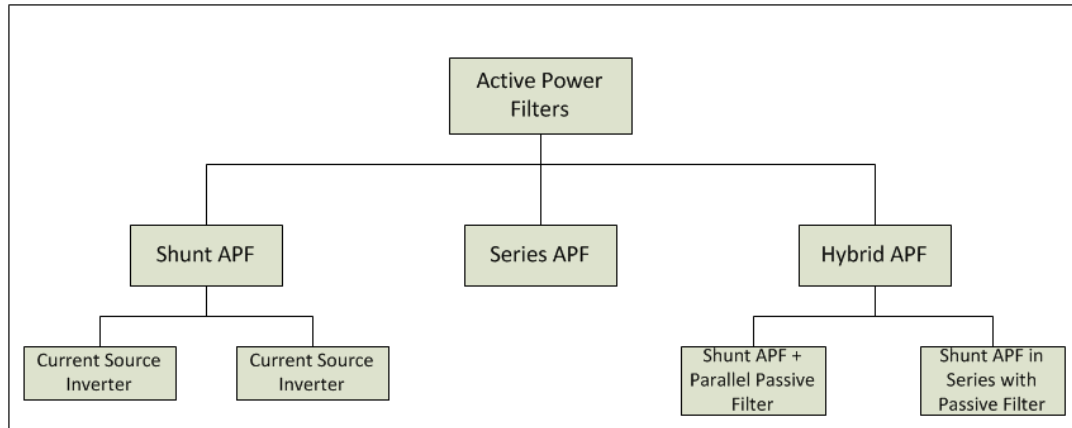 Active Power
Filters
Shunt APF
Series APF
Hybrid APF
Current Source
Inverter
Current Source
Inverter
Shunt APF +
Parallel Passive
Filter
Shunt APF in
Series with
Passive Filter